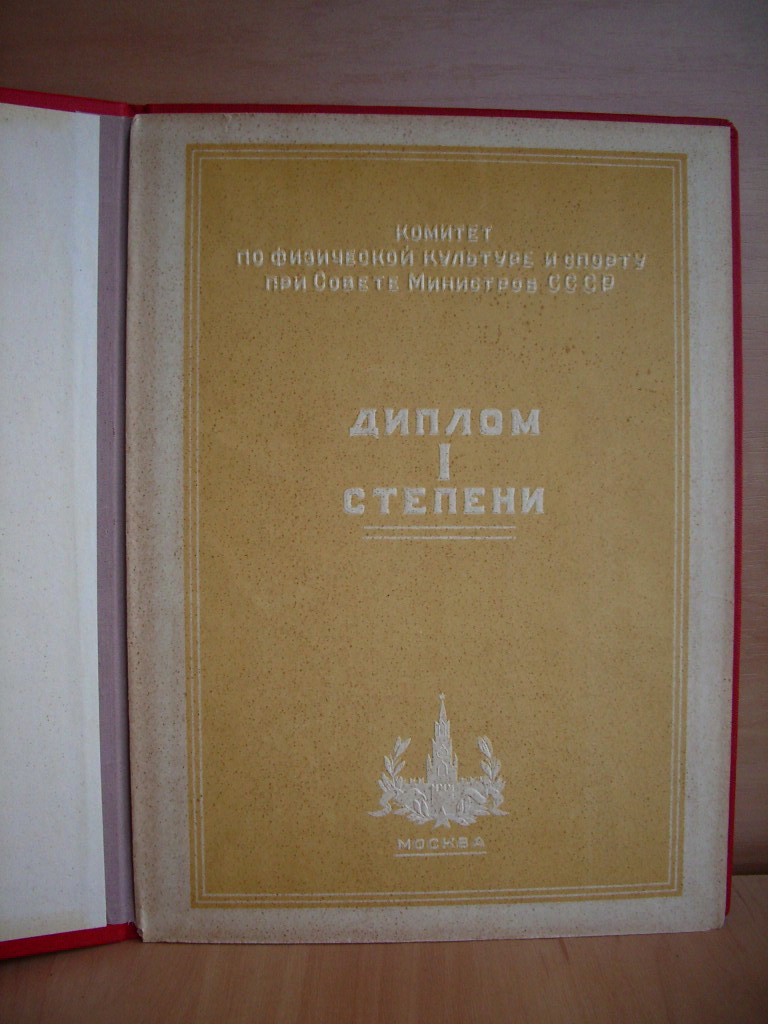 КОМИТЕТ
ПО ФИЗИЧЕСКОЙ КУЛЬТУРЕ И СПОРТУ
ПРИ СОВЕТЕ МИНИСТРОВ СССР
ДИПЛОМ
I
СТЕПЕНИ
МОСКВА